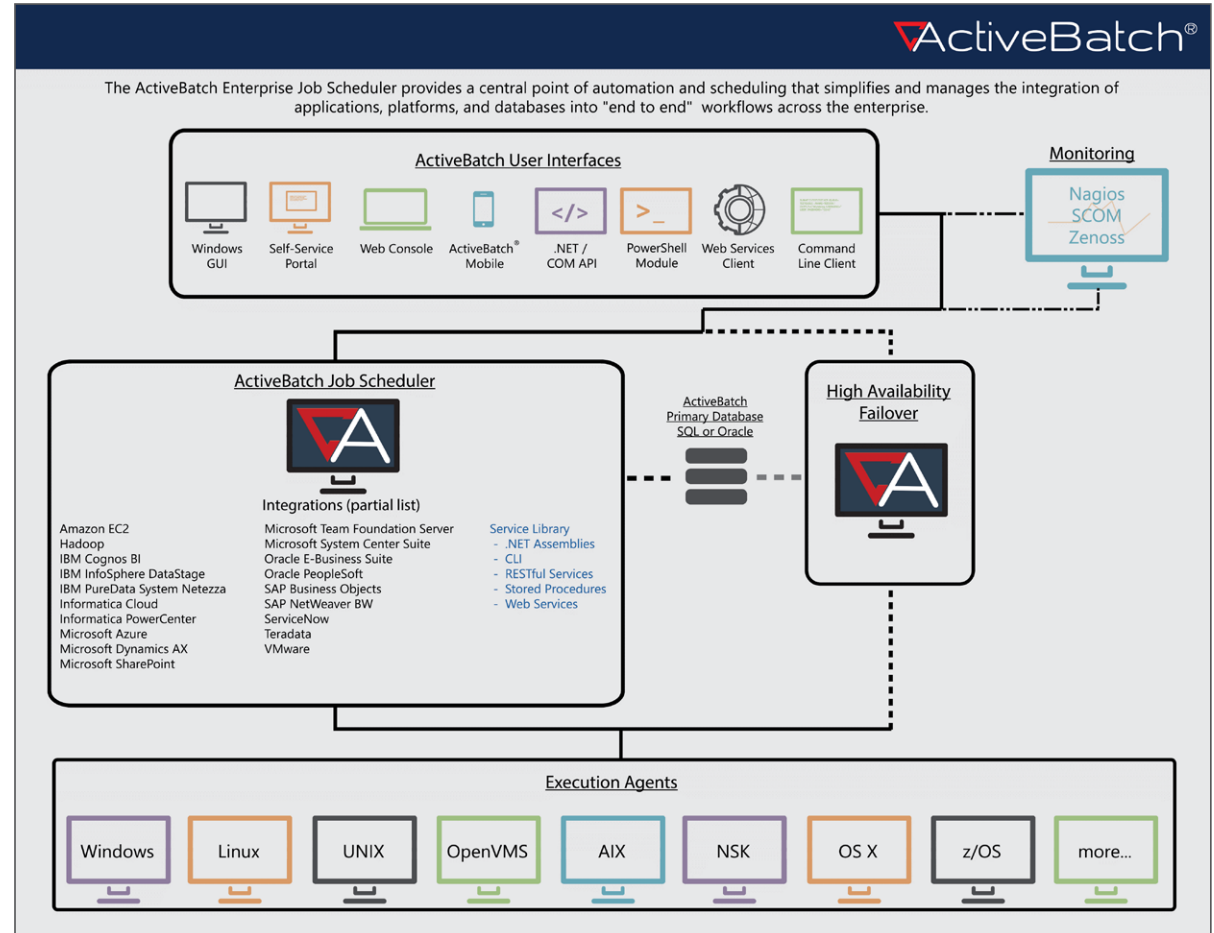 ActiveBatch®
The ActiveBatch Enterprise Job Scheduler provides a central point of automation and scheduling that simplifies and manages the integration of
applications, platforms, and databases into "end to end" workflows across the enterprise.
ActiveBatch User Interfaces
Windows
GUI
Self-Service
Portal
Web Console
ActiveBatch®
Mobile
</>
.NET /
COM API
>_
PowerShell
Module
Web Services
Client
Command
Line Client
Monitoring
Nagios
SCOM
Zenoss
ActiveBatch Job Scheduler
Integrations (partial list)
Amazon EC2
Hadoop
IBM Cognos BI
IBM InfoSphere DataStage
IBM PureData System Netezza
Informatica Cloud
Informatica PowerCenter
Microsoft Azure
Microsoft Dynamics AX
Microsoft SharePoint
Microsoft Team Foundation Server
Microsoft System Center Suite
Oracle E-Business Suite
Oracle PeopleSoft
SAP Business Objects
SAP NetWeaver BW
ServiceNow
Teradata
VMware
Service Library
- .NET Assemblies
- CLI
- RESTful Services
- Stored Procedures
- Web Services
ActiveBatch
Primary Database
SQL or Oracle
High Availability
Failover
Execution Agents
Windows
Linux
UNIX
OpenVMS
AIX
NSK
OS X
z/OS
more...